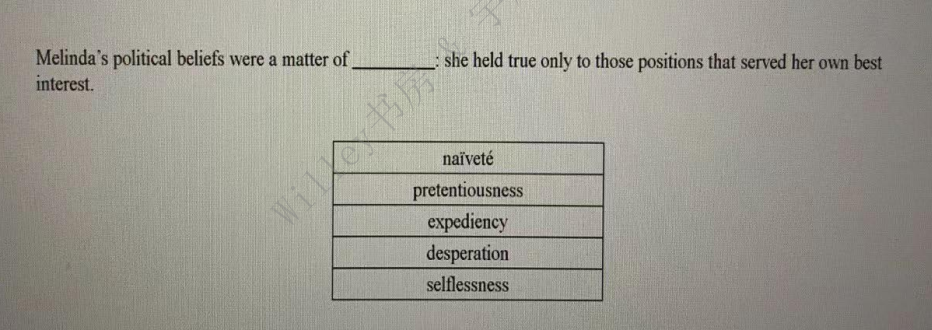 Melinda's political beliefs were a matter of ________: she held true only to those positions that served her own best
interest.
naïveté
pretentiousness
expediency
desperation
selflessness
Willey书房 &